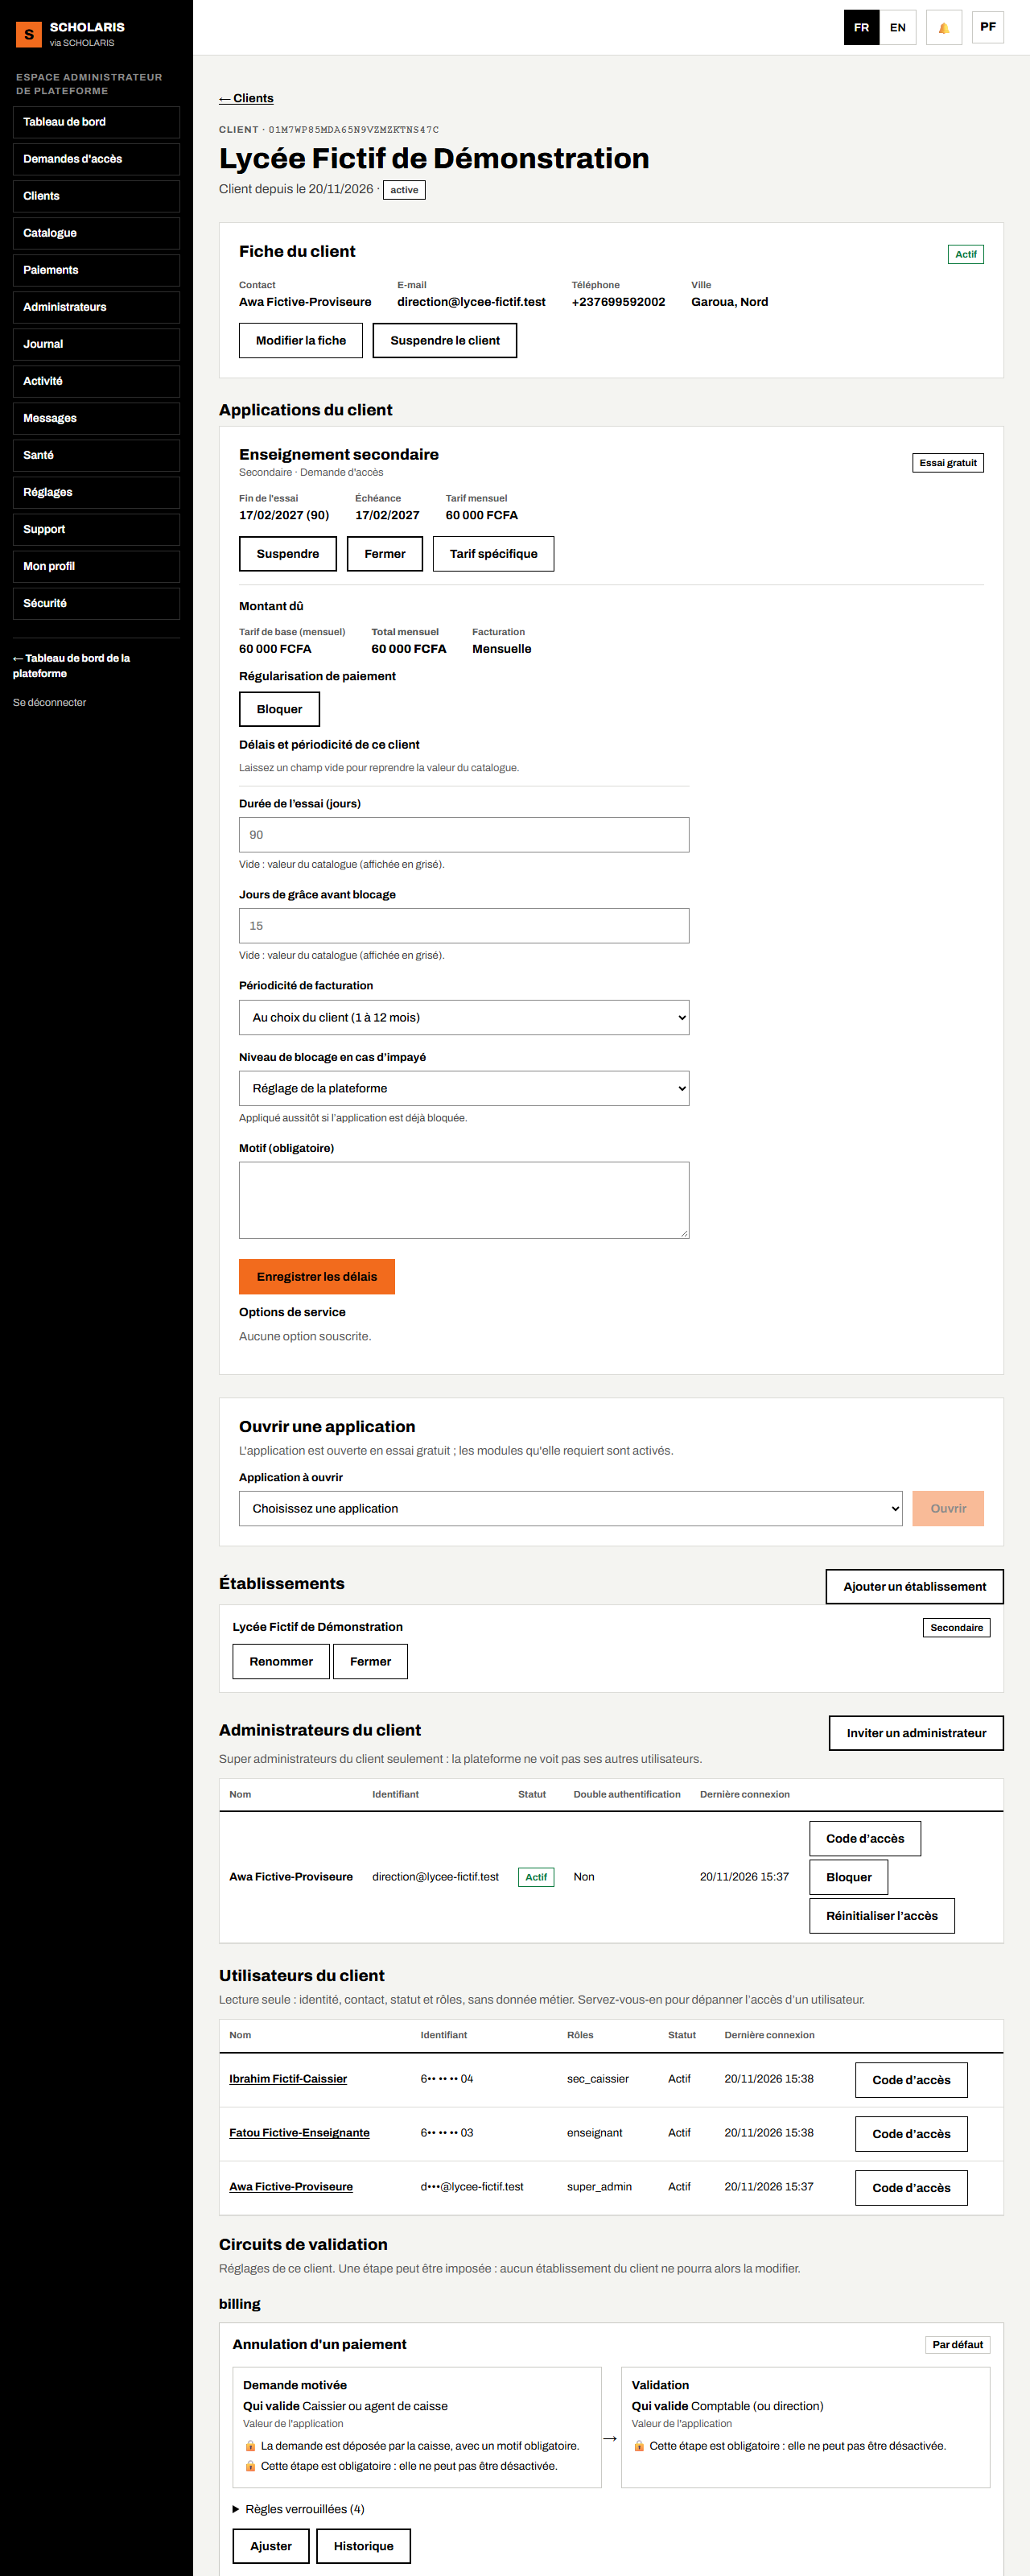 S
SCHOLARIS
via SCHOLARIS
ESPACE ADMINISTRATEUR
DE PLATEFORME
Tableau de bord
Demandes d'accès
Clients
Catalogue
Paiements
Administrateurs
Journal
Activité
Messages
Santé
Réglages
Support
Mon profil
Sécurité
← Tableau de bord de la
plateforme
Se déconnecter
FR EN PF
← Clients
CLIENT · 01M7WP85MDA65N9VZMZKTNS47C
Lycée Fictif de Démonstration
Client depuis le 20/11/2026 · active
Fiche du client Actif
Contact E-mail Téléphone Ville
Awa Fictive-Proviseure direction@lycee-fictif.test +237699592002 Garoua, Nord
Modifier la fiche Suspendre le client
Applications du client
Enseignement secondaire
Secondaire · Demande d'accès
Essai gratuit
Fin de l'essai Échéance Tarif mensuel
17/02/2027 (90) 17/02/2027 60 000 FCFA
Suspendre Fermer Tarif spécifique
Montant dû
Tarif de base (mensuel) Total mensuel Facturation
60 000 FCFA 60 000 FCFA Mensuelle
Régularisation de paiement
Bloquer
Délais et périodicité de ce client
Laissez un champ vide pour reprendre la valeur du catalogue.
Durée de l’essai (jours)
90
Vide : valeur du catalogue (affichée en grisé).
Jours de grâce avant blocage
15
Vide : valeur du catalogue (affichée en grisé).
Périodicité de facturation
Au choix du client (1 à 12 mois)
Niveau de blocage en cas d’impayé
Réglage de la plateforme
Appliqué aussitôt si l’application est déjà bloquée.
Motif (obligatoire)
Enregistrer les délais
Options de service
Aucune option souscrite.
Ouvrir une application
L'application est ouverte en essai gratuit ; les modules qu'elle requiert sont activés.
Application à ouvrir
Choisissez une application Ouvrir
Établissements Ajouter un établissement
Lycée Fictif de Démonstration Secondaire
Renommer Fermer
Administrateurs du client Inviter un administrateur
Super administrateurs du client seulement : la plateforme ne voit pas ses autres utilisateurs.
Nom Identifiant Statut Double authentification Dernière connexion
Awa Fictive-Proviseure direction@lycee-fictif.test Actif Non 20/11/2026 15:37
Code d’accès
Bloquer
Réinitialiser l’accès
Utilisateurs du client
Lecture seule : identité, contact, statut et rôles, sans donnée métier. Servez-vous-en pour dépanner l’accès d’un utilisateur.
Nom Identifiant Rôles Statut Dernière connexion
Ibrahim Fictif-Caissier 6•• •• •• 04 sec_caissier Actif 20/11/2026 15:38 Code d’accès
Fatou Fictive-Enseignante 6•• •• •• 03 enseignant Actif 20/11/2026 15:38 Code d’accès
Awa Fictive-Proviseure d•••@lycee-fictif.test super_admin Actif 20/11/2026 15:37 Code d’accès
Circuits de validation
Réglages de ce client. Une étape peut être imposée : aucun établissement du client ne pourra alors la modifier.
billing
Annulation d'un paiement Par défaut
Demande motivée
Qui valide Caissier ou agent de caisse
Valeur de l'application
🔒 La demande est déposée par la caisse, avec un motif obligatoire.
🔒 Cette étape est obligatoire : elle ne peut pas être désactivée.
→
Validation
Qui valide Comptable (ou direction)
Valeur de l'application
🔒 Cette étape est obligatoire : elle ne peut pas être désactivée.
▶ Règles verrouillées (4)
Ajuster Historique